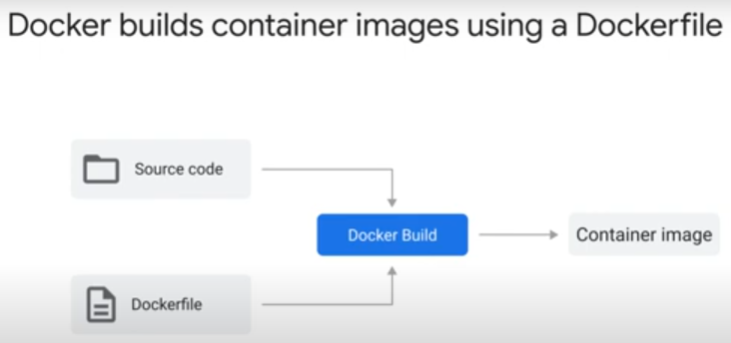 Docker builds container images using a Dockerfile
Source code
Docker Build
Container image
Dockerfile